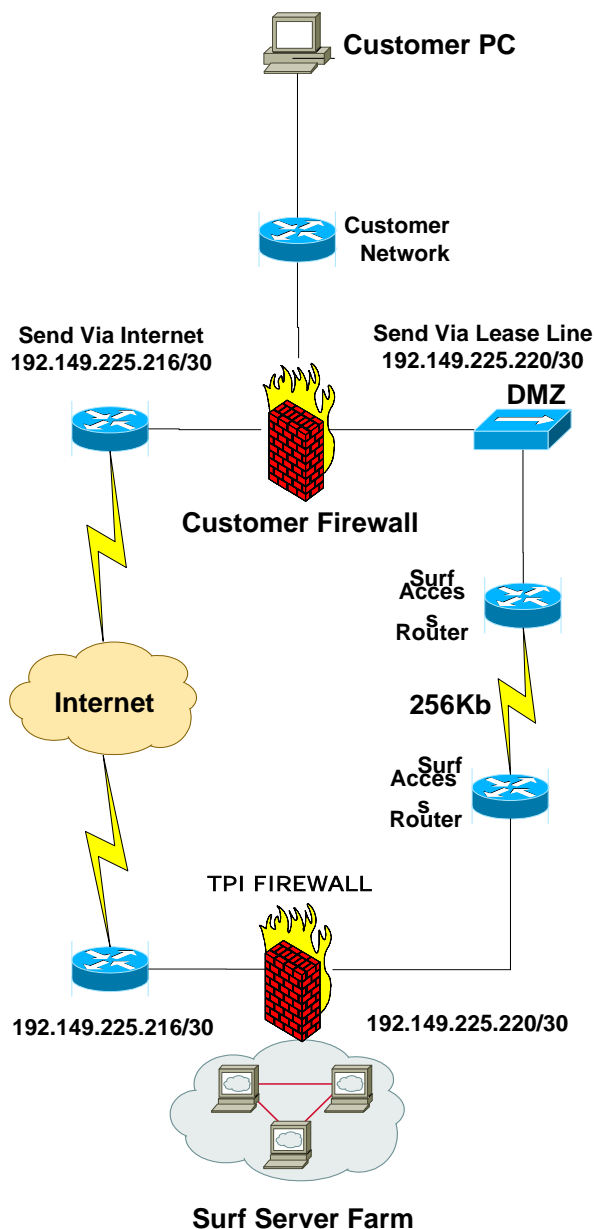 Customer PC
Customer
Network
Send Via Internet
192.149.225.216/30
Send Via Lease Line
192.149.225.220/30
DMZ
Customer Firewall
Surf
Acces
s
Router
Internet
256Kb
Surf
Acces
s
Router
TPI FIREWALL
192.149.225.216/30
192.149.225.220/30
Surf Server Farm